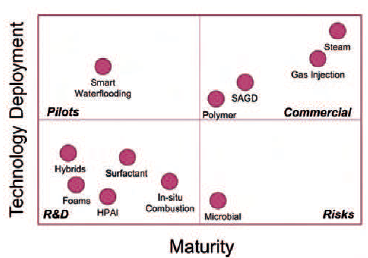 Technology Deployment
Steam
Gas Injection
Smart
Waterflooding
SAGD
Polymer
Pilots
Commercial
Hybrids
Surfactant
Foams
HPAI
In-situ
Combustion
Microbial
R&D
Risks
Maturity